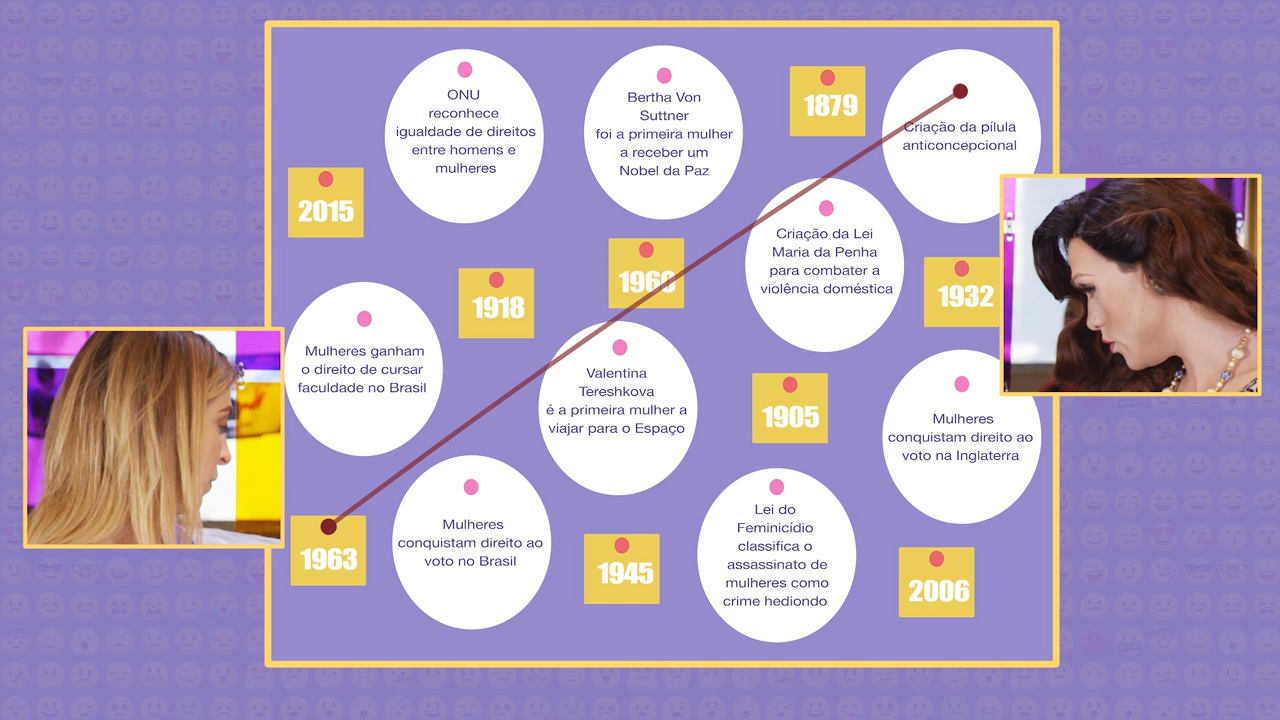 ONU
reconhece
igualdade de direitos
entre homens e
mulheres
Bertha Von
Suttner
foi a primeira mulher
a receber um
Nobel da Paz
1879
Criação da pílula
anticoncepcional
2015
1918
1960
Criação da Lei
Maria da Penha
para combater a
violência doméstica
1932
Mulheres ganham
o direito de cursar
faculdade no Brasil
Valentina
Tereshkova
é a primeira mulher a
viajar para o Espaço
1905
Mulheres
conquistam direito ao
voto na Inglaterra
1963
Mulheres
conquistam direito ao
voto no Brasil
1945
Lei do
Feminicídio
classifica o
assassinato de
mulheres como
crime hediondo
2006